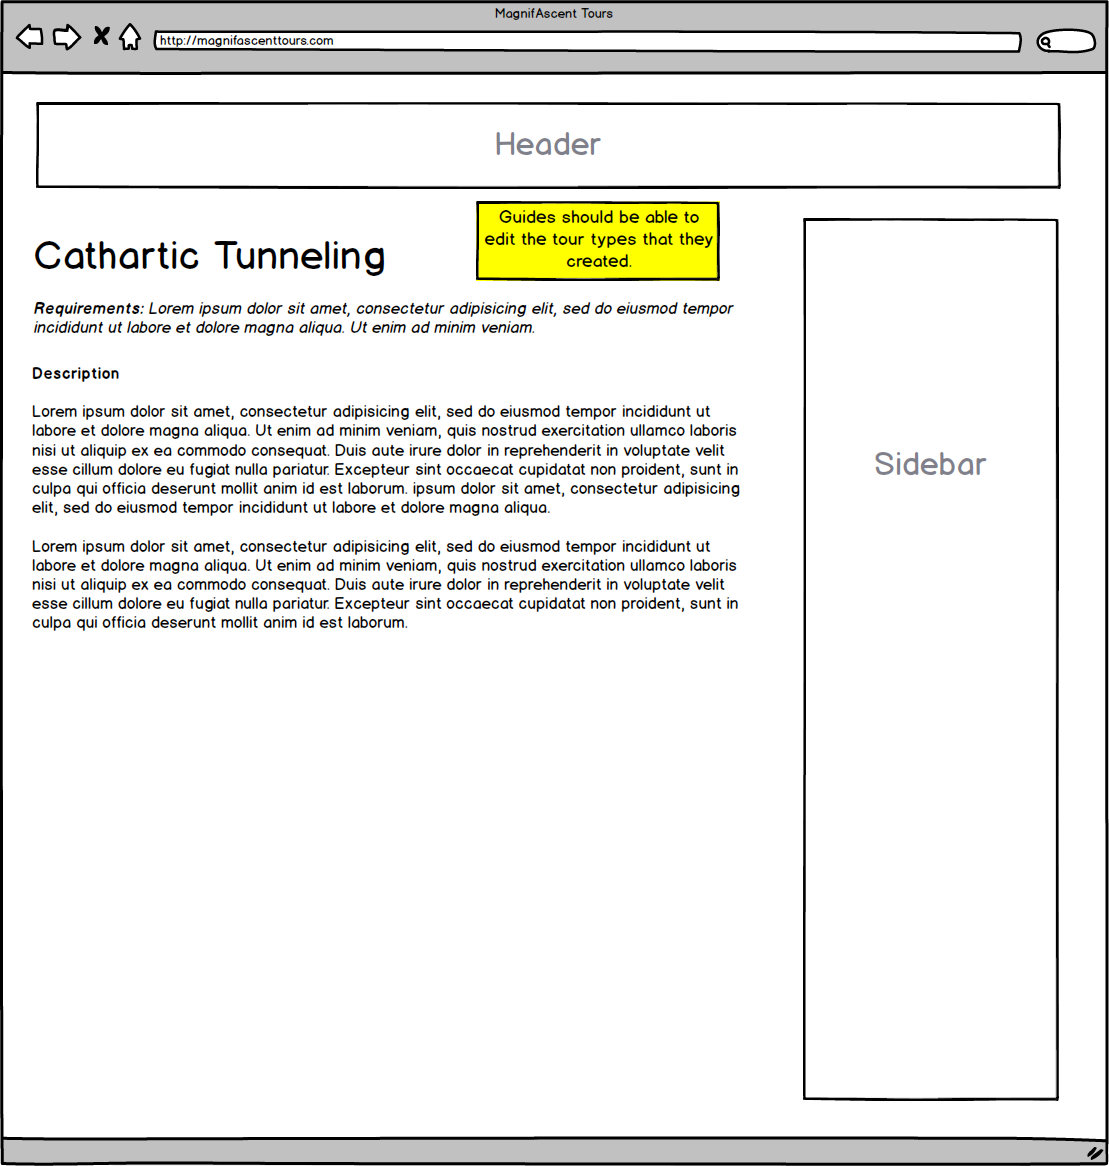 MagnifAscent Tours
http://magnifascenttours.com
Header
Guides should be able to
edit the tour types that they
created.
Cathartic Tunneling
Requirements: Lorem ipsum dolor sit amet, consectetur adipisicing elit, sed do eiusmod tempor
incididunt ut labore et dolore magna aliqua. Ut enim ad minim veniam.
Description
Lorem ipsum dolor sit amet, consectetur adipisicing elit, sed do eiusmod tempor incididunt ut
labore et dolore magna aliqua. Ut enim ad minim veniam, quis nostrud exercitation ullamco laboris
nisi ut aliquip ex ea commodo consequat. Duis aute irure dolor in reprehenderit in voluptate velit
esse cillum dolore eu fugiat nulla pariatur. Excepteur sint occaecat cupidatat non proident, sunt in
culpa qui officia deserunt mollit anim id est laborum. ipsum dolor sit amet, consectetur adipisicing
elit, sed do eiusmod tempor incididunt ut labore et dolore magna aliqua.
Lorem ipsum dolor sit amet, consectetur adipisicing elit, sed do eiusmod tempor incididunt ut
labore et dolore magna aliqua. Ut enim ad minim veniam, quis nostrud exercitation ullamco laboris
nisi ut aliquip ex ea commodo consequat. Duis aute irure dolor in reprehenderit in voluptate velit
esse cillum dolore eu fugiat nulla pariatur. Excepteur sint occaecat cupidatat non proident, sunt in
culpa qui officia deserunt mollit anim id est laborum.
Sidebar